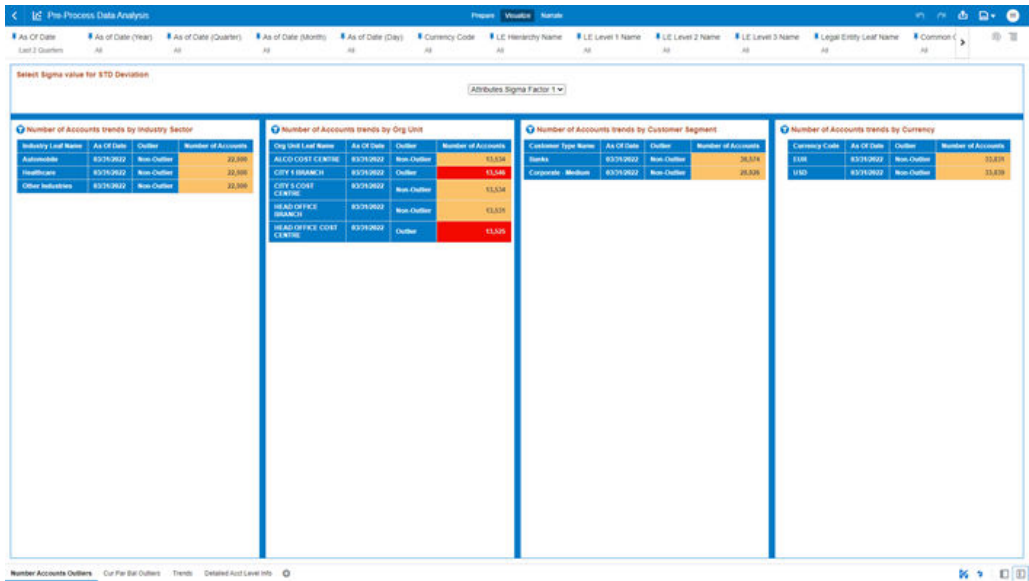 Pre-Process Data Analysis
Prepare Visualize Narrate
As Of Date As of Date (Year) As of Date (Quarter) As of Date (Month) As of Date (Day) Currency Code LE Hierarchy Name LE Level 1 Name LE Level 2 Name LE Level 3 Name Legal Entity Leaf Name Common
Last 2 Quarters All All All All All All All All All All All
Select Sigma value for STD Deviation
Attributes Sigma Factor 1
Number of Accounts trends by Industry Sector
Industry Leaf Name As Of Date Outlier Number of Accounts
Automobile 03/31/2022 Non-Outlier
Healthcare 03/31/2022 Non-Outlier
Other Industries 03/31/2022 Non-Outlier
Number of Accounts trends by Org Unit
Org Unit Leaf Name As Of Date Outlier Number of Accounts
ALCO COST CENTRE 03/31/2022 Non-Outlier 13,534
CITY 1 BRANCH 03/31/2022 Outlier 13,546
CITY 5 COST
CENTRE 03/31/2022 Non-Outlier 13,534
HEAD OFFICE
BRANCH 03/31/2022 Non-Outlier 13,531
HEAD OFFICE COST
CENTRE 03/31/2022 Outlier 13,525
Number of Accounts trends by Customer Segment
Customer Type Name As Of Date Outlier Number of Accounts
Banks 03/31/2022 Non-Outlier
Corporate - Medium 03/31/2022 Non-Outlier
Number of Accounts trends by Currency
Currency Code As Of Date Outlier Number of Accounts
EUR 03/31/2022 Non-Outlier
USD 03/31/2022 Non-Outlier
Number Accounts Outliers Cur Par Bal Outliers Trends Detailed Acct Level Info